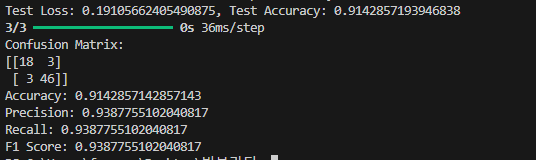 Test Loss: 0.19105662405490875, Test Accuracy: 0.9142857193946838
3/3 ━━━━━━━━━━━━━━━━━━━━ 0s 36ms/step
Confusion Matrix:
[[18  3]
 [ 3 46]]
Accuracy: 0.9142857142857143
Precision: 0.9387755102040817
Recall: 0.9387755102040817
F1 Score: 0.9387755102040817